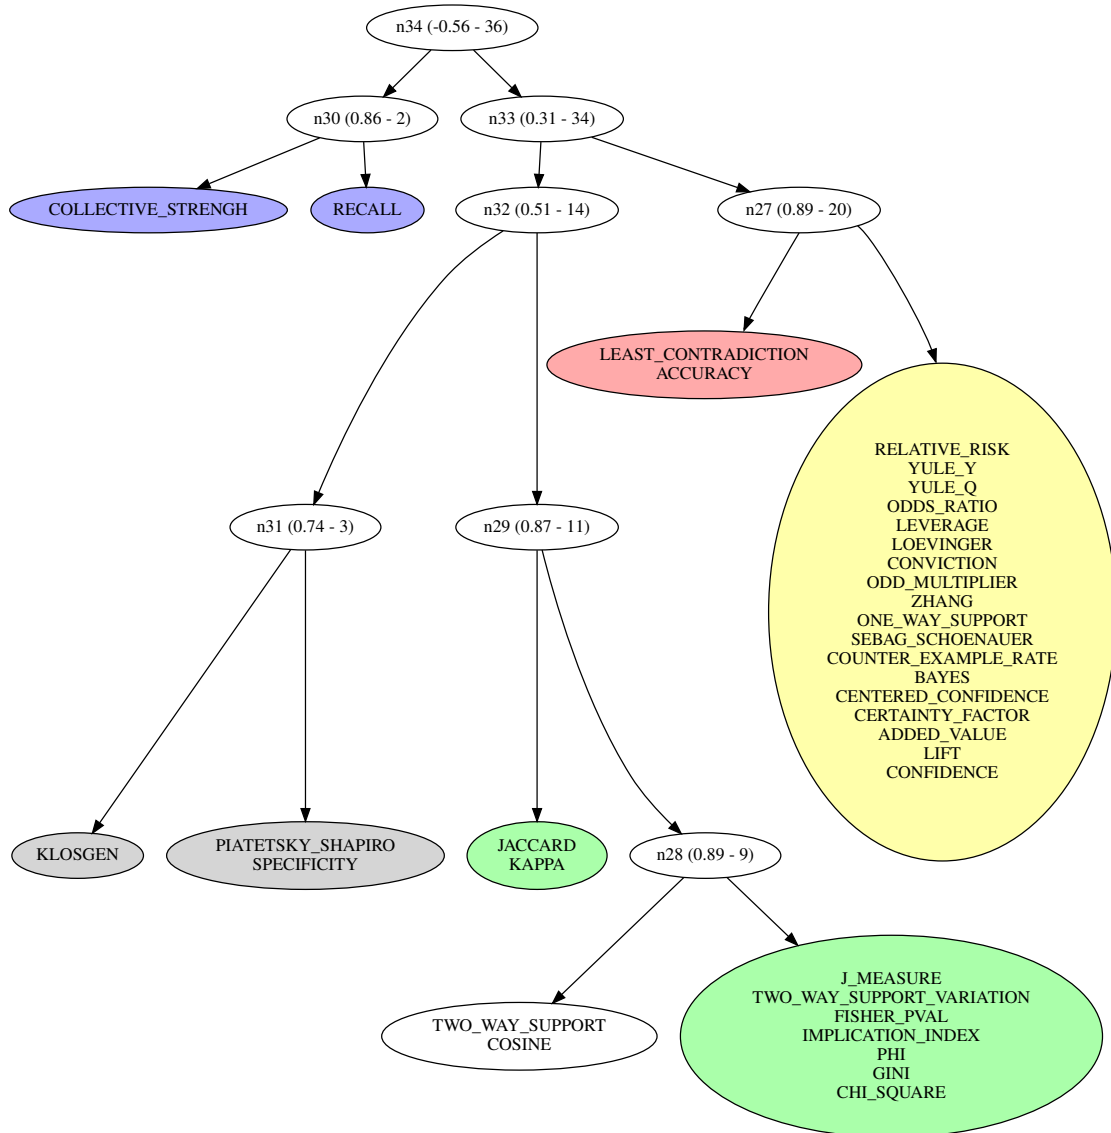 n34 (-0.56 - 36)
n30 (0.86 - 2)
n33 (0.31 - 34)
COLLECTIVE_STRENGH
RECALL
n32 (0.51 - 14)
n27 (0.89 - 20)
LEAST_CONTRADICTION
ACCURACY
RELATIVE_RISK
YULE_Y
YULE_Q
ODDS_RATIO
LEVERAGE
LOEVINGER
CONVICTION
ODD_MULTIPLIER
ZHANG
ONE_WAY_SUPPORT
SEBAG_SCHOENAUER
COUNTER_EXAMPLE_RATE
BAYES
CENTERED_CONFIDENCE
CERTAINTY_FACTOR
ADDED_VALUE
LIFT
CONFIDENCE
n31 (0.74 - 3)
n29 (0.87 - 11)
KLOSGEN
PIATETSKY_SHAPIRO
SPECIFICITY
JACCARD
KAPPA
n28 (0.89 - 9)
TWO_WAY_SUPPORT
COSINE
J_MEASURE
TWO_WAY_SUPPORT_VARIATION
FISHER_PVAL
IMPLICATION_INDEX
PHI
GINI
CHI_SQUARE